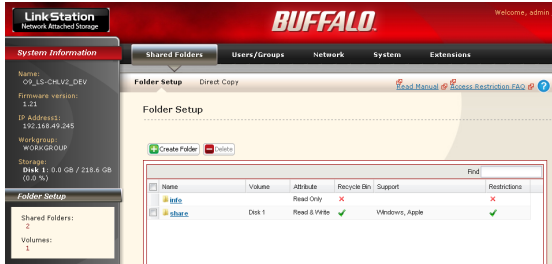 LinkStation
Network Attached Storage
BUFFALO
Welcome, admin
System Information
Name:
O9_LS-CHLV2_DEV
Firmware version:
1.21
IP Address1:
192.168.49.245
Workgroup:
WORKGROUP
Storage:
Disk 1: 0.0 GB / 218.6 GB
(0.0 %)
Folder Setup
Shared Folders:
2
Volumes:
1
Shared Folders Users/Groups Network System Extensions
Folder Setup Direct Copy
Read Manual Access Restriction FAQ ?
Folder Setup
Create Folder Delete
Find
Name Volume Attribute Recycle Bin Support Restrictions
info Read Only
share Disk 1 Read & Write Windows, Apple